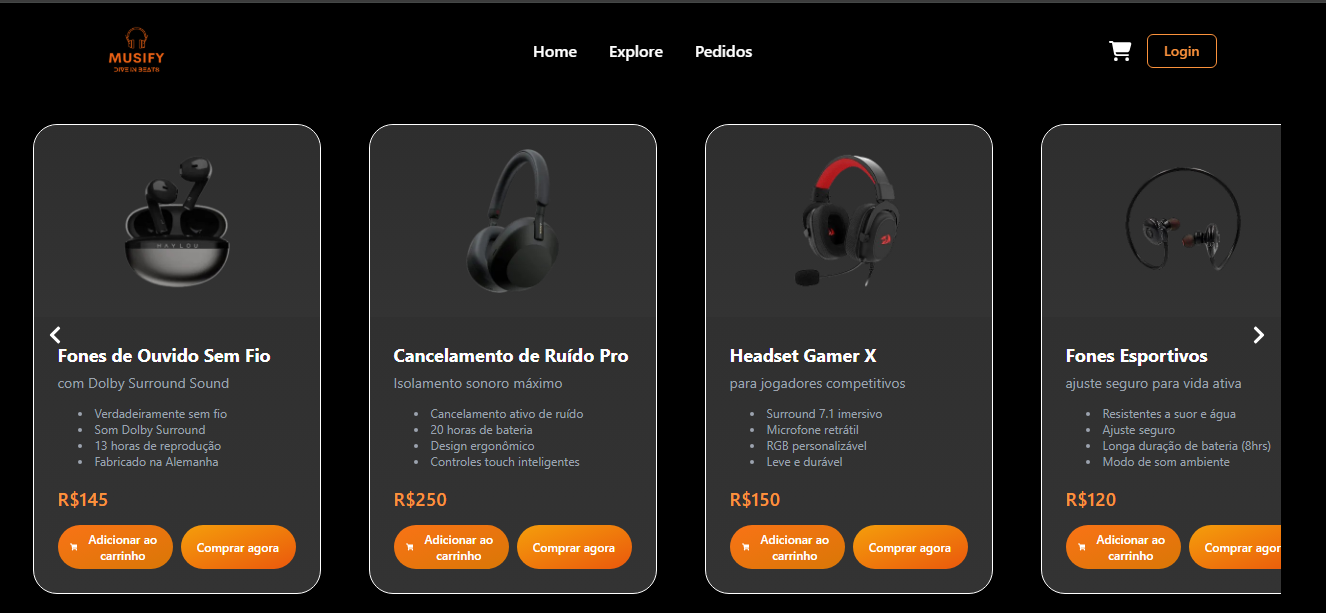 MUSIFY
DIVE IN BEATS
Home
Explore
Pedidos
Login
HAYLOU
Fones de Ouvido Sem Fio
com Dolby Surround Sound
Verdadeiramente sem fio
Som Dolby Surround
13 horas de reprodução
Fabricado na Alemanha
R$145
Adicionar ao
carrinho
Comprar agora
Cancelamento de Ruído Pro
Isolamento sonoro máximo
Cancelamento ativo de ruído
20 horas de bateria
Design ergonômico
Controles touch inteligentes
R$250
Adicionar ao
carrinho
Comprar agora
Headset Gamer X
para jogadores competitivos
Surround 7.1 imersivo
Microfone retrátil
RGB personalizável
Leve e durável
R$150
Adicionar ao
carrinho
Comprar agora
Fones Esportivos
ajuste seguro para vida ativa
Resistentes a suor e água
Ajuste seguro
Longa duração de bateria (8hrs)
Modo de som ambiente
R$120
Adicionar ao
carrinho
Comprar agor